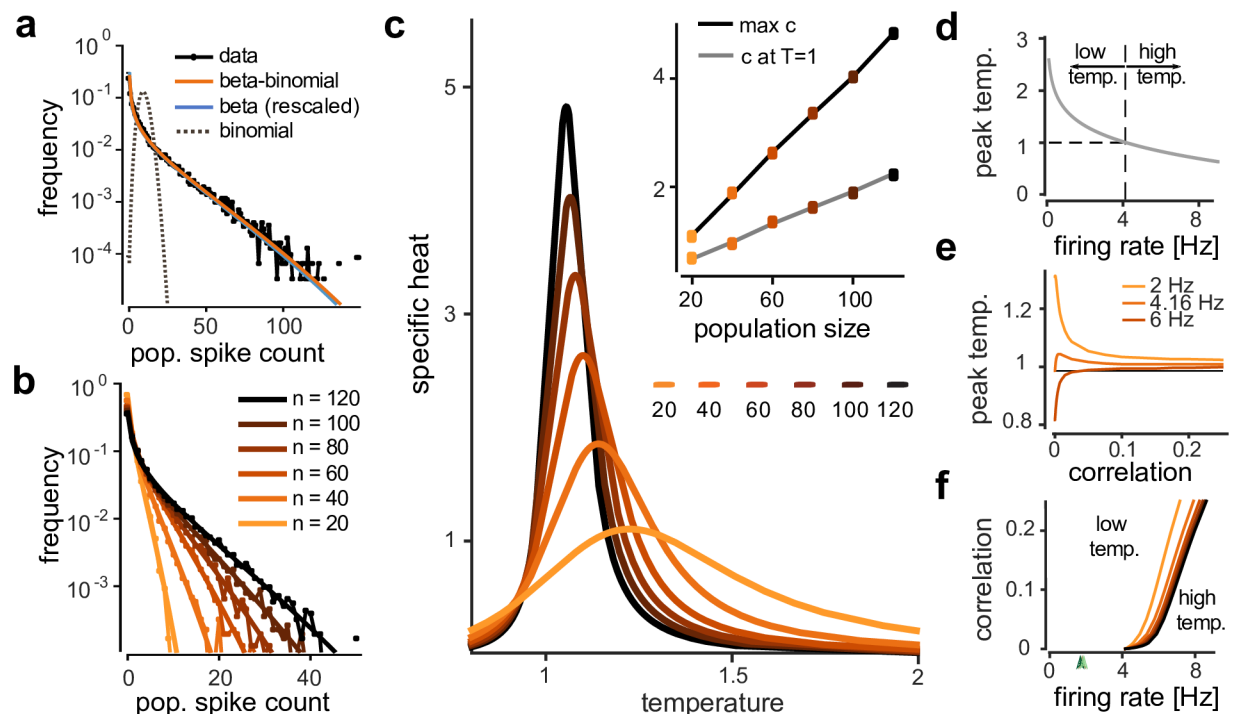 a
10^0
10^-1
10^-2
10^-3
10^-4
frequency
data
beta-binomial
beta (rescaled)
binomial
0
50
100
pop. spike count
b
10^0
10^-1
10^-2
10^-3
frequency
n = 120
n = 100
n = 80
n = 60
n = 40
n = 20
0
20
40
pop. spike count
c
5
3
1
specific heat
1
1.5
2
temperature
max c
c at T=1
4
2
20
60
100
population size
20
40
60
80
100
120
d
3
2
1
0
peak temp.
low
temp.
high
temp.
0
4
8
firing rate [Hz]
e
1.2
1
0.8
peak temp.
2 Hz
4.16 Hz
6 Hz
0
0.1
0.2
correlation
f
0.2
0.1
0
correlation
low
temp.
high
temp.
0
4
8
firing rate [Hz]